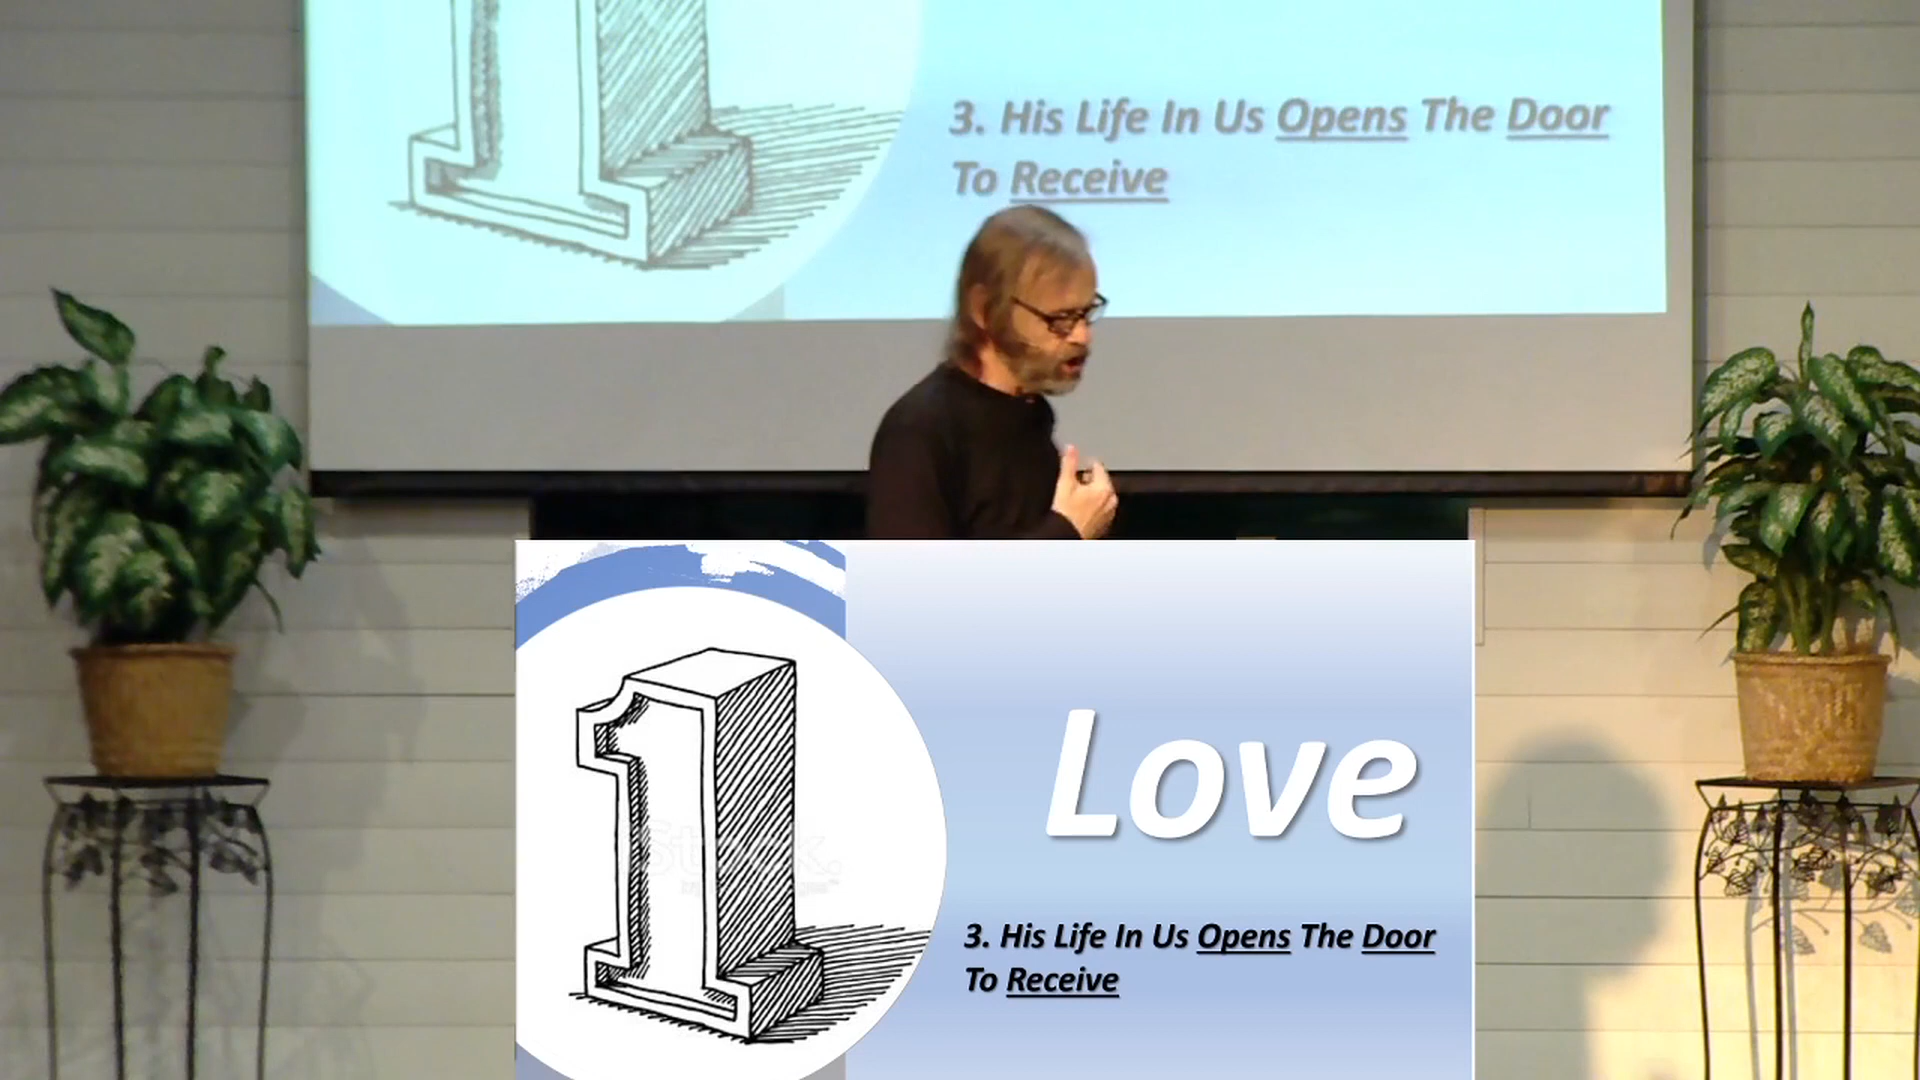 3. His Life In Us Opens The Door
To Receive
1
Love
3. His Life In Us Opens The Door
To Receive